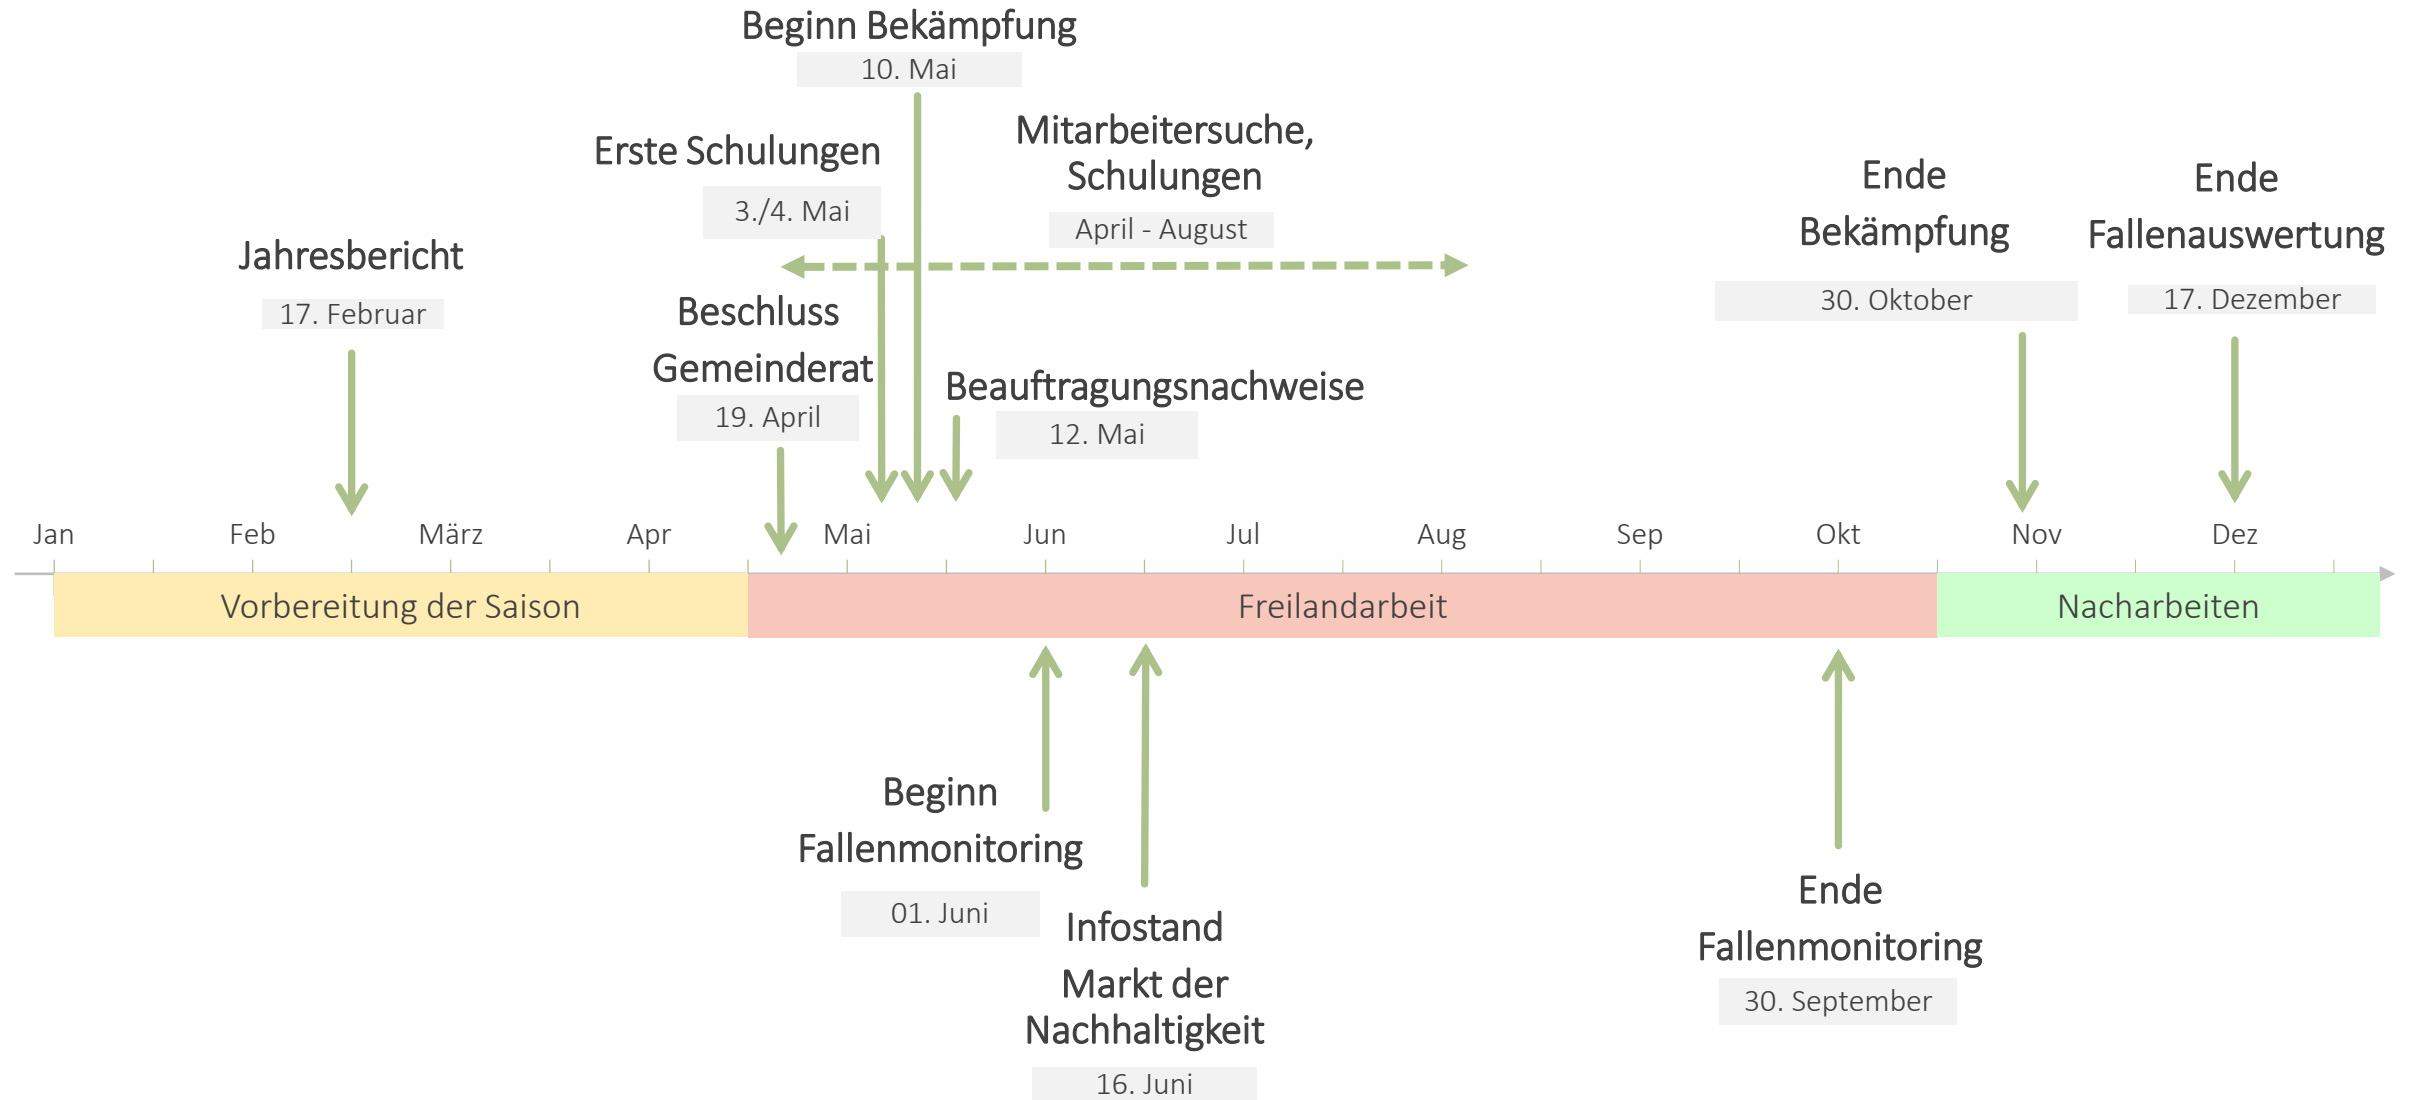 Beginn Bekämpfung
10. Mai
Erste Schulungen
3./4. Mai
Mitarbeitersuche,
Schulungen
April - August
Jahresbericht
17. Februar
Beschluss
Gemeinderat
19. April
Beauftragungsnachweise
12. Mai
Ende
Bekämpfung
30. Oktober
Ende
Fallenauswertung
17. Dezember
Jan Feb März Apr Mai Jun Jul Aug Sep Okt Nov Dez
Vorbereitung der Saison Freilandarbeit Nacharbeiten
Beginn
Fallenmonitoring
01. Juni
Infostand
Markt der
Nachhaltigkeit
16. Juni
Ende
Fallenmonitoring
30. September